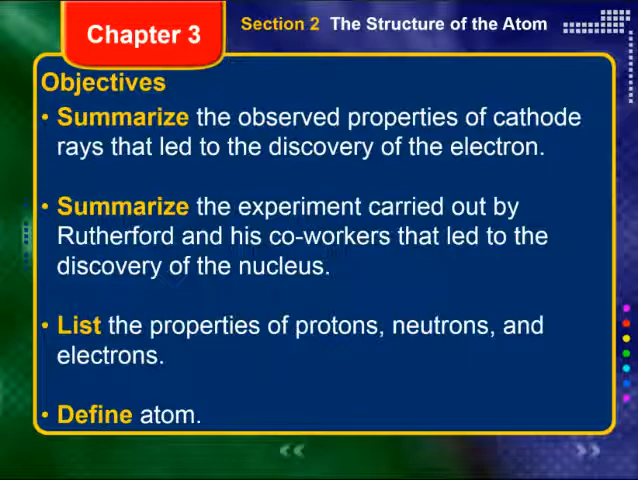 Chapter 3
Section 2 The Structure of the Atom
Objectives
• Summarize the observed properties of cathode
rays that led to the discovery of the electron.
• Summarize the experiment carried out by
Rutherford and his co-workers that led to the
discovery of the nucleus.
• List the properties of protons, neutrons, and
electrons.
• Define atom.